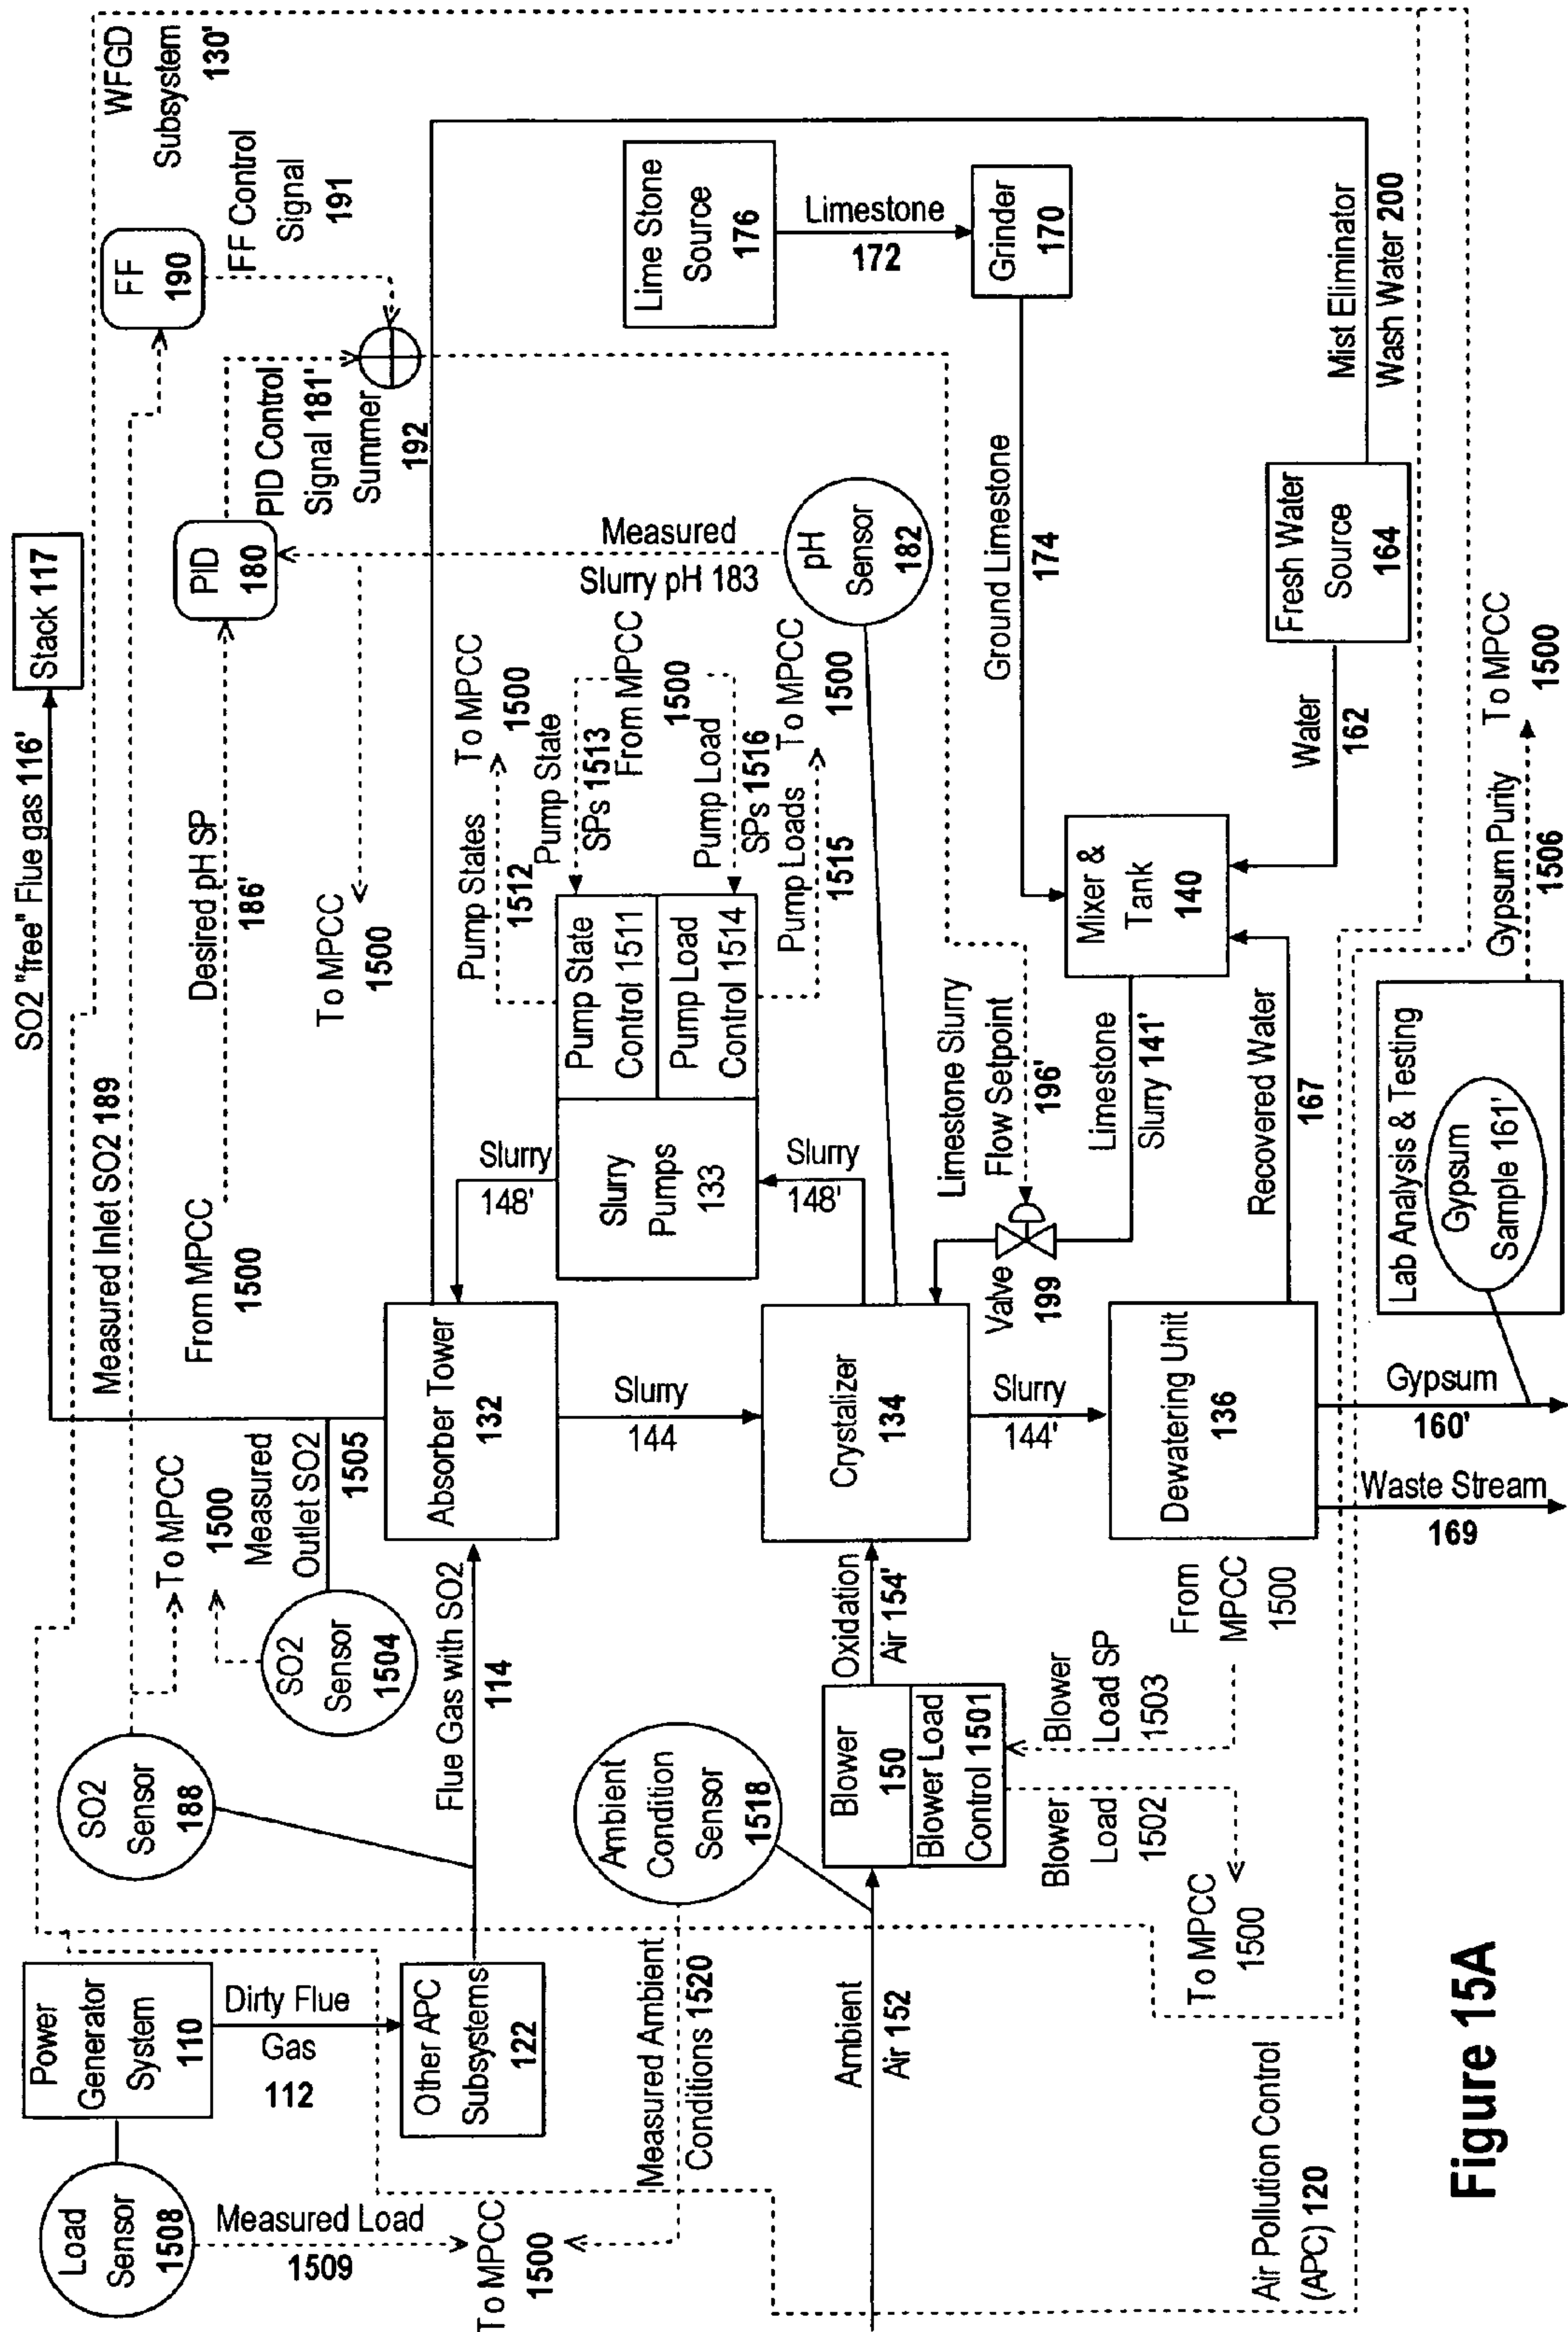 Load
Sensor
1508
Measured Load
1509
To MPCC
1500
Power
Generator
System
110
Dirty Flue
Gas
112
Other APC
Subsystems
122
Measured Ambient
Conditions 1520
Ambient
Air 152
Air Pollution Control
(APC) 120
SO2
Sensor
188
SO2
Sensor
1504
To MPCC
1500
Measured
Outlet SO2
1505
Flue Gas with SO2
114
Ambient
Condition
Sensor
1518
Blower
150
Blower Load
Control 1501
Oxidation
Air 154'
Blower
Load SP
1503
From
MPCC
1500
Blower
Load
1502
To MPCC
1500
SO2 "free" Flue gas 116'
Stack 117
Measured Inlet SO2 189
From MPCC
1500
Desired pH SP
186'
To MPCC
1500
PID
180
PID Control
Signal 181'
Summer
192
FF
190
FF Control
Signal
191
WFGD
Subsystem
130'
Absorber Tower
132
Slurry
144
Crystalizer
134
Slurry
144'
Dewatering Unit
136
Gypsum
160'
Waste Stream
169
Slurry
148'
Slurry
Pumps
133
Slurry
148'
Pump State
Control 1511
Pump Load
Control 1514
Pump States
1512
To MPCC
1500
Pump State
SPs 1513
From MPCC
1500
Pump Load
SPs 1516
Pump Loads
1515
To MPCC
1500
Measured
Slurry pH 183
pH
Sensor
182
Valve
199
Limestone Slurry
Flow Setpoint
196'
Limestone
Slurry 141'
Mixer &
Tank
140
Recovered Water
167
Lime Stone
Source
176
Limestone
172
Grinder
170
Ground Limestone
174
Fresh Water
Source
164
Water
162
Mist Eliminator
Wash Water 200
Lab Analysis & Testing
Gypsum
Sample 161'
Gypsum Purity
1506
To MPCC
1500
Figure 15A